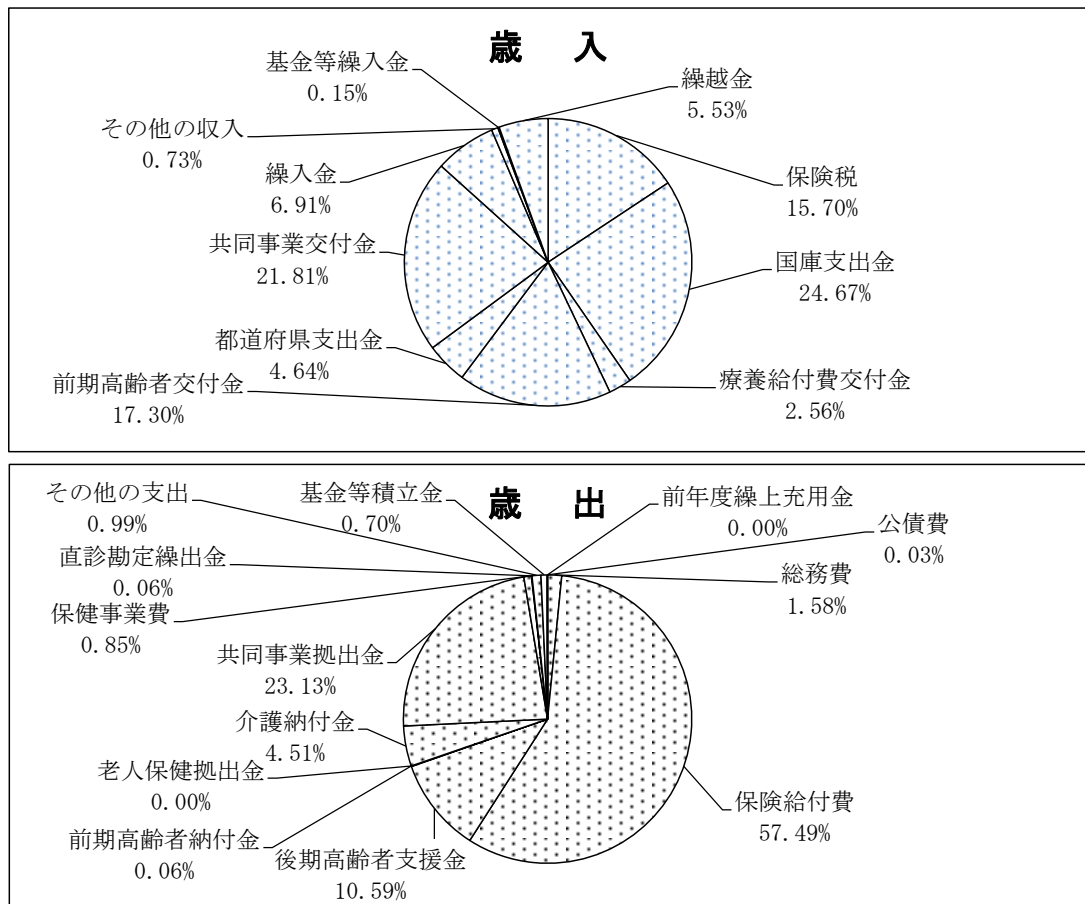 歳 入
基金等繰入金
0.15%
繰越金
5.53%
その他の収入
0.73%
繰入金
6.91%
保険税
15.70%
共同事業交付金
21.81%
国庫支出金
24.67%
都道府県支出金
4.64%
前期高齢者交付金
17.30%
療養給付費交付金
2.56%
歳 出
その他の支出
0.99%
基金等積立金
0.70%
前年度繰上充用金
0.00%
公債費
0.03%
直診勘定繰出金
0.06%
総務費
1.58%
保健事業費
0.85%
共同事業拠出金
23.13%
介護納付金
4.51%
老人保健拠出金
0.00%
保険給付費
57.49%
前期高齢者納付金
0.06%
後期高齢者支援金
10.59%